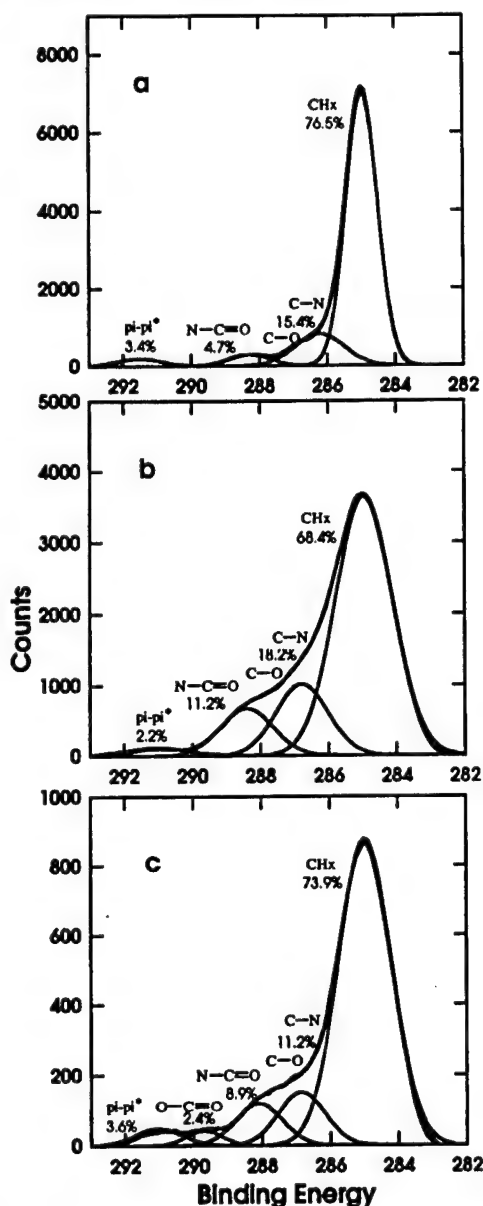 8000
a
CHx
76.5%
6000
4000
2000
C—N
15.4%
pi-pi*
3.4%
N—C=O
4.7%
C—O
0
292 290 288 286 284 282
5000
b
4000
CHx
68.4%
3000
2000
C—N
18.2%
N—C=O
11.2%
C—O
1000
pi-pi*
2.2%
0
292 290 288 286 284 282
1000
c
CHx
73.9%
800
600
400
C—N
11.2%
C—O
N—C=O
8.9%
200
pi-pi*
3.6%
O—C=O
2.4%
0
292 290 288 286 284 282
Counts
Binding Energy